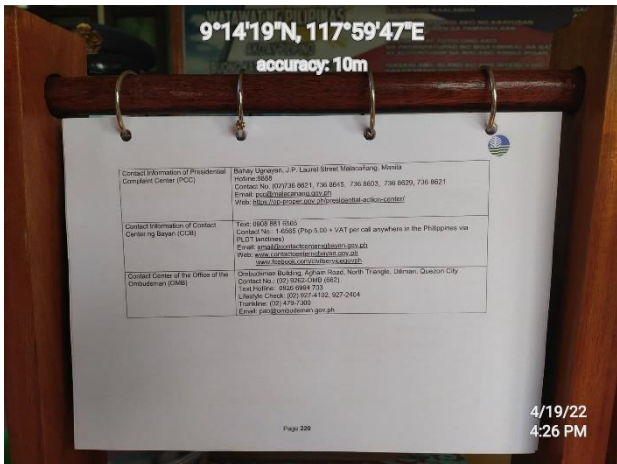 WATAWAT NG PILIPINAS
9°14'19"N, 117°59'47"E
accuracy: 10m
Contact Information of Presidential
Complaint Center (PCC)
Bahay Ugnayan, J.P. Laurel Street Malacañang, Manila
Hotline:8888
Contact No. (02)736 8621, 736 8645, 736 8603, 736 8629, 736 8621
Email: pcc@malacanang.gov.ph
Web: https://op-proper.gov.ph/presidential-action-center/
Contact Information of Contact
Center ng Bayan (CCB)
Text: 0908 881 6565
Contact No.: 1-6565 (Php 5.00 + VAT per call anywhere in the Philippines via
PLDT landlines)
Email: email@contactcenterngbayan.gov.ph
Web: www.contactcenterngbayan.gov.ph
www.facebook.com/civilservicegovph
Contact Center of the Office of the
Ombudsman (OMB)
Ombudsman Building, Agham Road, North Triangle, Diliman, Quezon City
Contact No.: (02) 9262-OMB (662)
Text Hotline: 0926 6994 703
Lifestyle Check: (02) 927-4102, 927-2404
Trunkline: (02) 479-7300
Email: pab@ombudsman.gov.ph
Page 220
4/19/22
4:26 PM